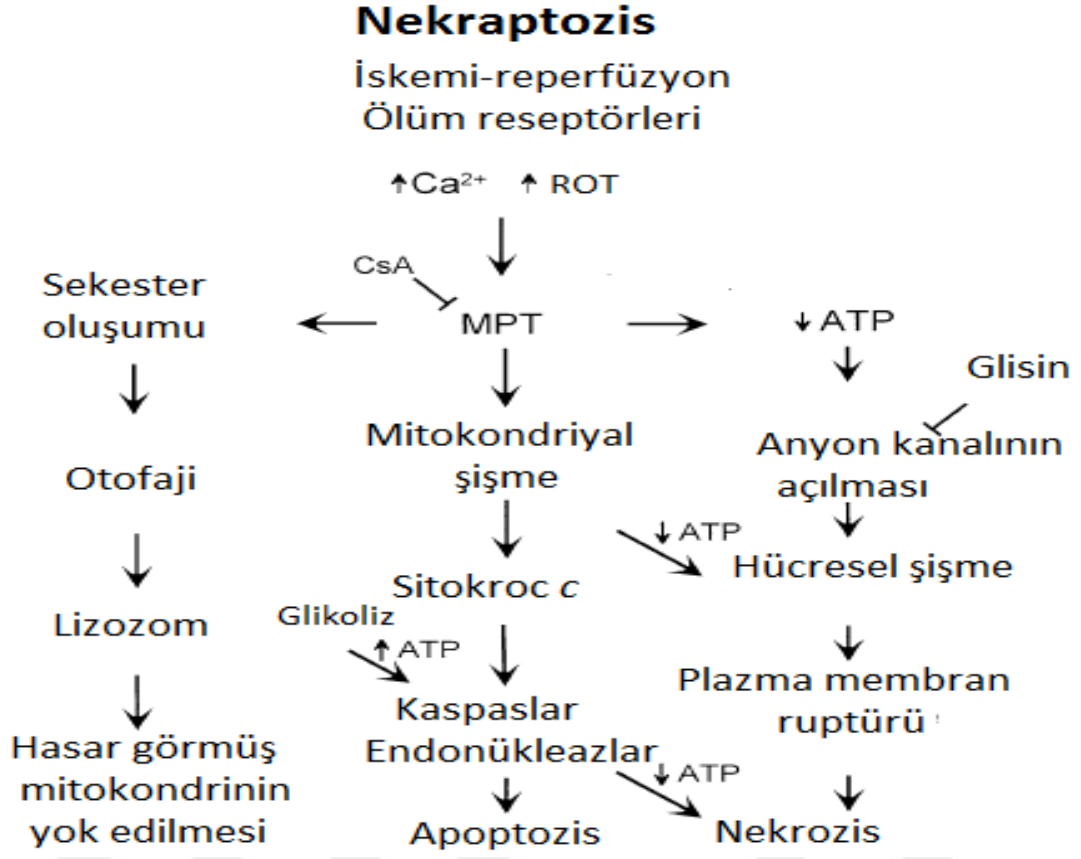 Nekraptozis
İskemi-reperfüzyon
Ölüm reseptörleri
Ca²⁺ ROT
CsA
Sekester
oluşumu
MPT
ATP
Glisin
Otofaji
Mitokondriyal
şişme
Anyon kanalının
açılması
ATP
Hücresel şişme
Sitokroc c
Lizozom
Glikoliz
ATP
Kaspaslar
Endonükleazlar
Plazma membran
ruptürü
ATP
Hasar görmüş
mitokondrinin
yok edilmesi
Apoptozis
Nekrozis